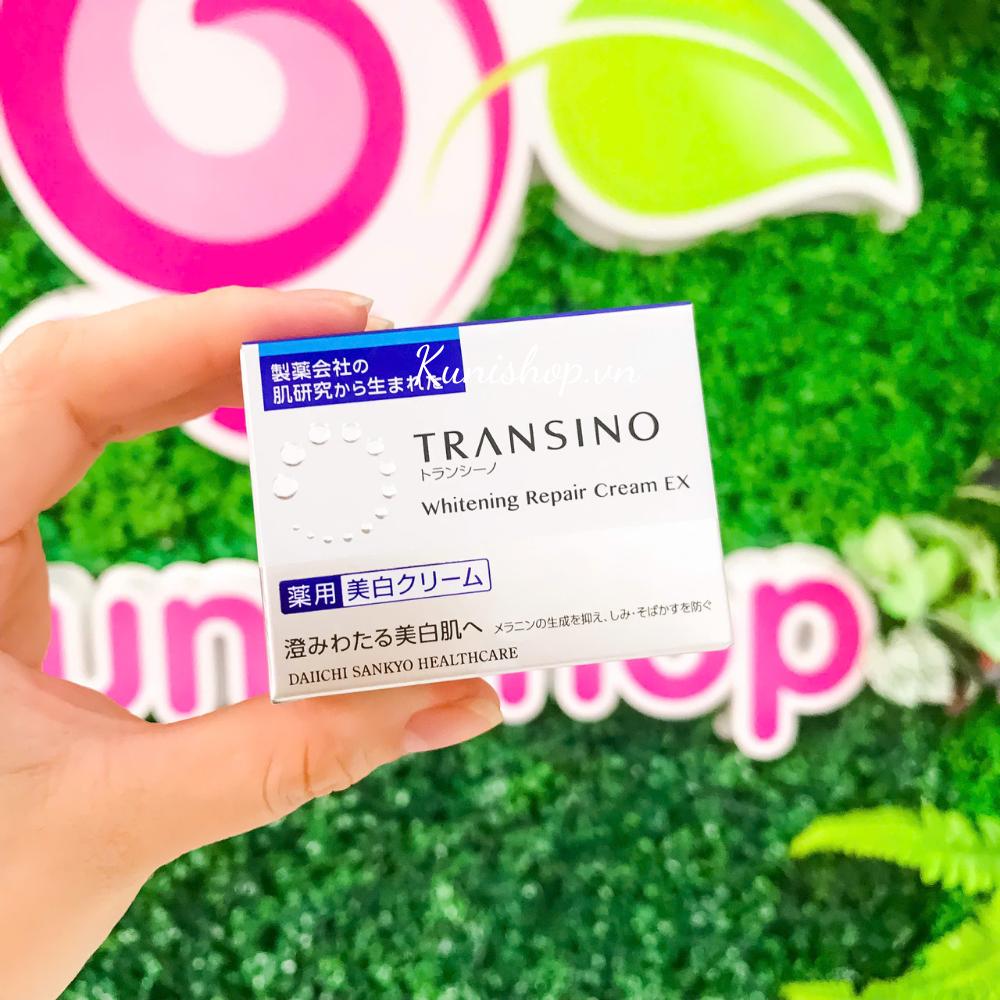 製薬会社の
肌研究から生まれた
Kunishop.vn
TRANSINO
トランシーノ
Whitening Repair Cream EX
薬用 美白クリーム
澄みわたる美白肌へ メラニンの生成を抑え、しみ・そばかすを防ぐ
DAIICHI SANKYO HEALTHCARE